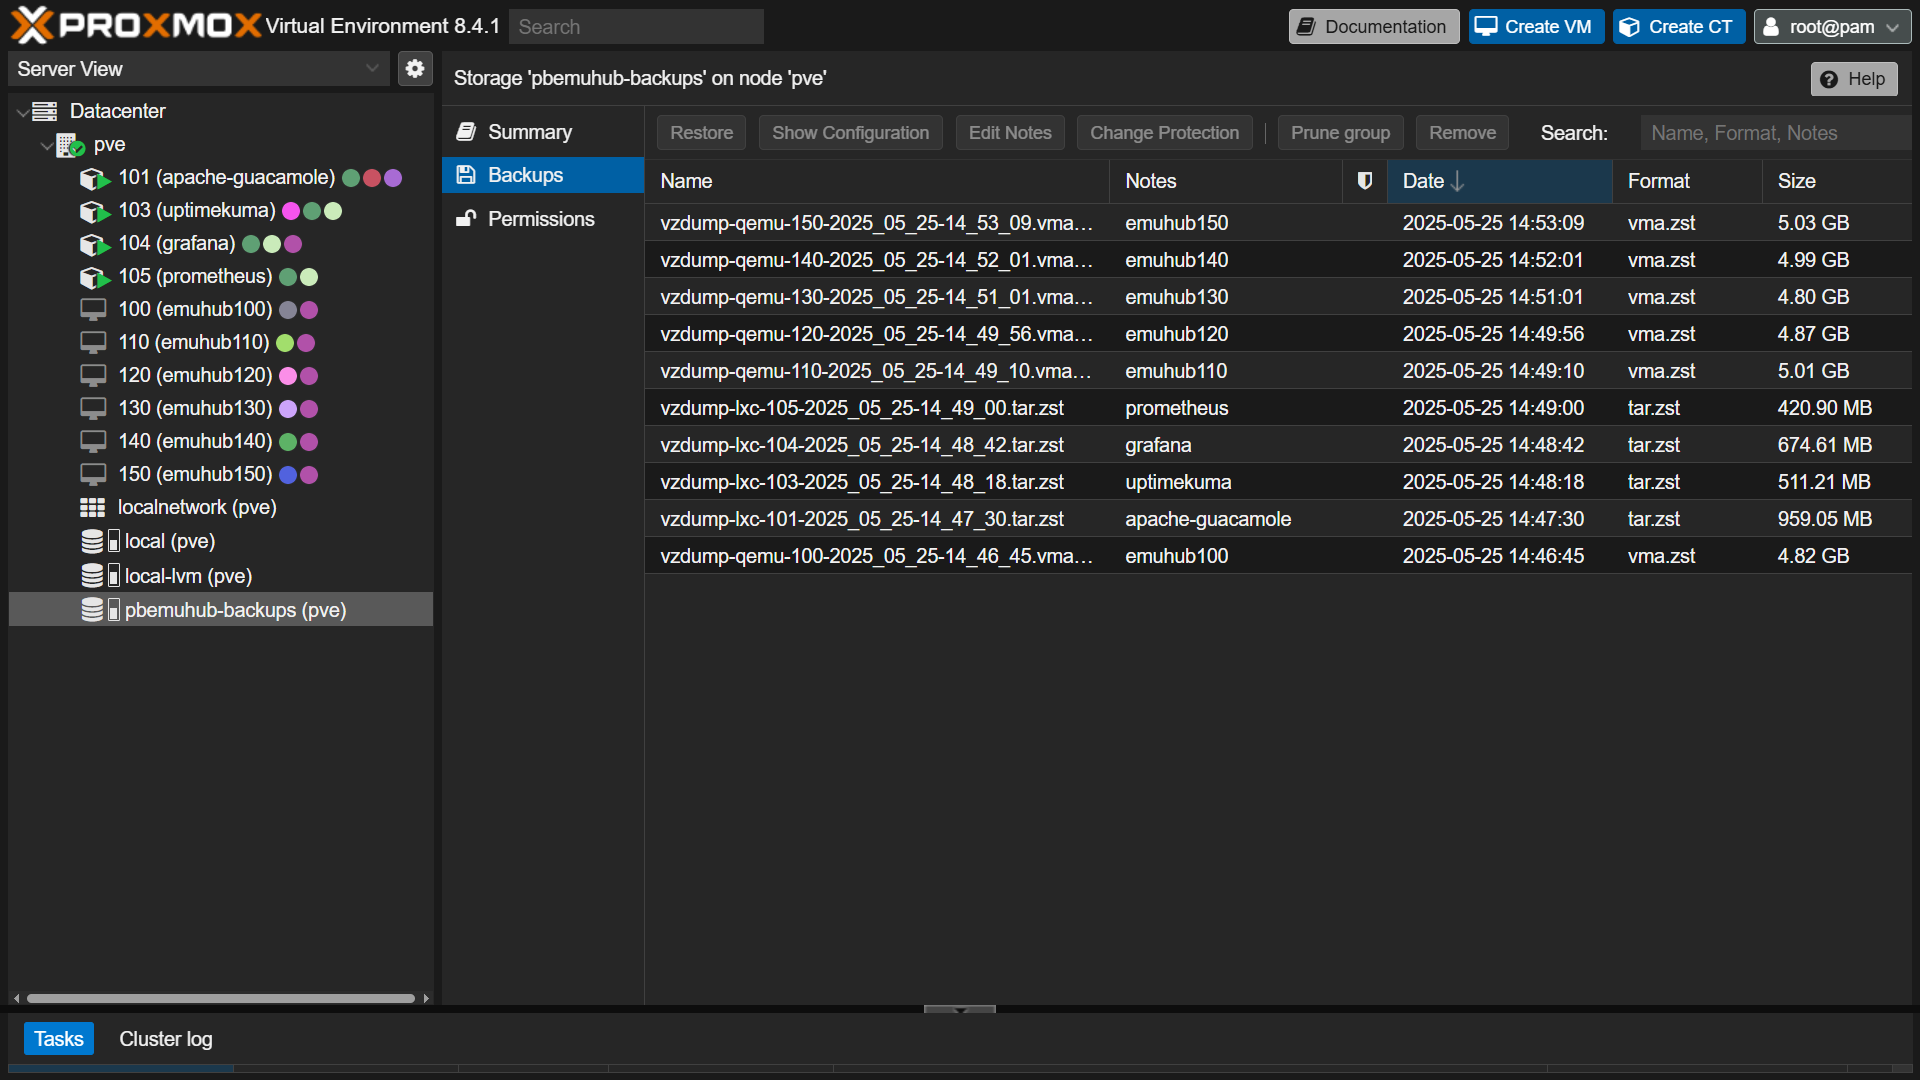 PROXMOX Virtual Environment 8.4.1 Search Documentation Create VM Create CT root@pam
Server View
Datacenter
pve
101 (apache-guacamole)
103 (uptimekuma)
104 (grafana)
105 (prometheus)
100 (emuhub100)
110 (emuhub110)
120 (emuhub120)
130 (emuhub130)
140 (emuhub140)
150 (emuhub150)
localnetwork (pve)
local (pve)
local-lvm (pve)
pbemuhub-backups (pve)
Storage 'pbemuhub-backups' on node 'pve' Help
Summary
Backups
Permissions
Restore Show Configuration Edit Notes Change Protection Prune group Remove Search: Name, Format, Notes
Name Notes Date Format Size
vzdump-qemu-150-2025_05_25-14_53_09.vma... emuhub150 2025-05-25 14:53:09 vma.zst 5.03 GB
vzdump-qemu-140-2025_05_25-14_52_01.vma... emuhub140 2025-05-25 14:52:01 vma.zst 4.99 GB
vzdump-qemu-130-2025_05_25-14_51_01.vma... emuhub130 2025-05-25 14:51:01 vma.zst 4.80 GB
vzdump-qemu-120-2025_05_25-14_49_56.vma... emuhub120 2025-05-25 14:49:56 vma.zst 4.87 GB
vzdump-qemu-110-2025_05_25-14_49_10.vma... emuhub110 2025-05-25 14:49:10 vma.zst 5.01 GB
vzdump-lxc-105-2025_05_25-14_49_00.tar.zst prometheus 2025-05-25 14:49:00 tar.zst 420.90 MB
vzdump-lxc-104-2025_05_25-14_48_42.tar.zst grafana 2025-05-25 14:48:42 tar.zst 674.61 MB
vzdump-lxc-103-2025_05_25-14_48_18.tar.zst uptimekuma 2025-05-25 14:48:18 tar.zst 511.21 MB
vzdump-lxc-101-2025_05_25-14_47_30.tar.zst apache-guacamole 2025-05-25 14:47:30 tar.zst 959.05 MB
vzdump-qemu-100-2025_05_25-14_46_45.vma... emuhub100 2025-05-25 14:46:45 vma.zst 4.82 GB
Tasks Cluster log